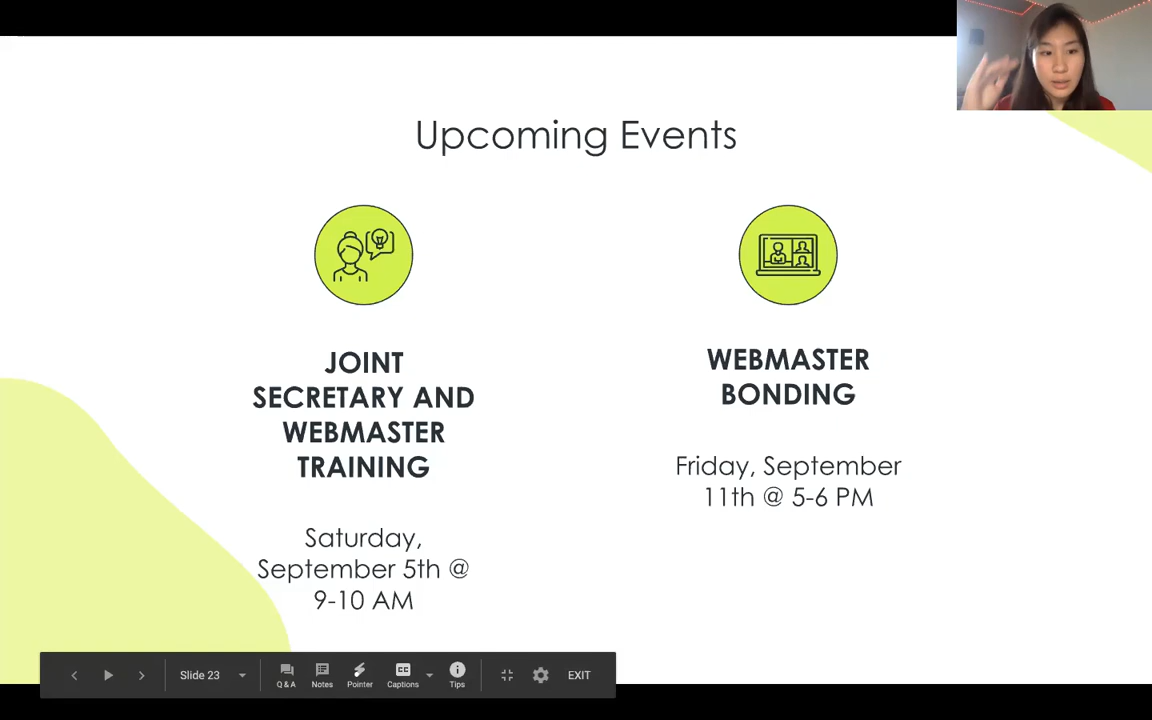 Upcoming Events
JOINT
SECRETARY AND
WEBMASTER
TRAINING
Saturday,
September 5th @
9-10 AM
WEBMASTER
BONDING
Friday, September
11th @ 5-6 PM
Slide 23
Q & A
Notes
Pointer
CC
Captions
Tips
EXIT